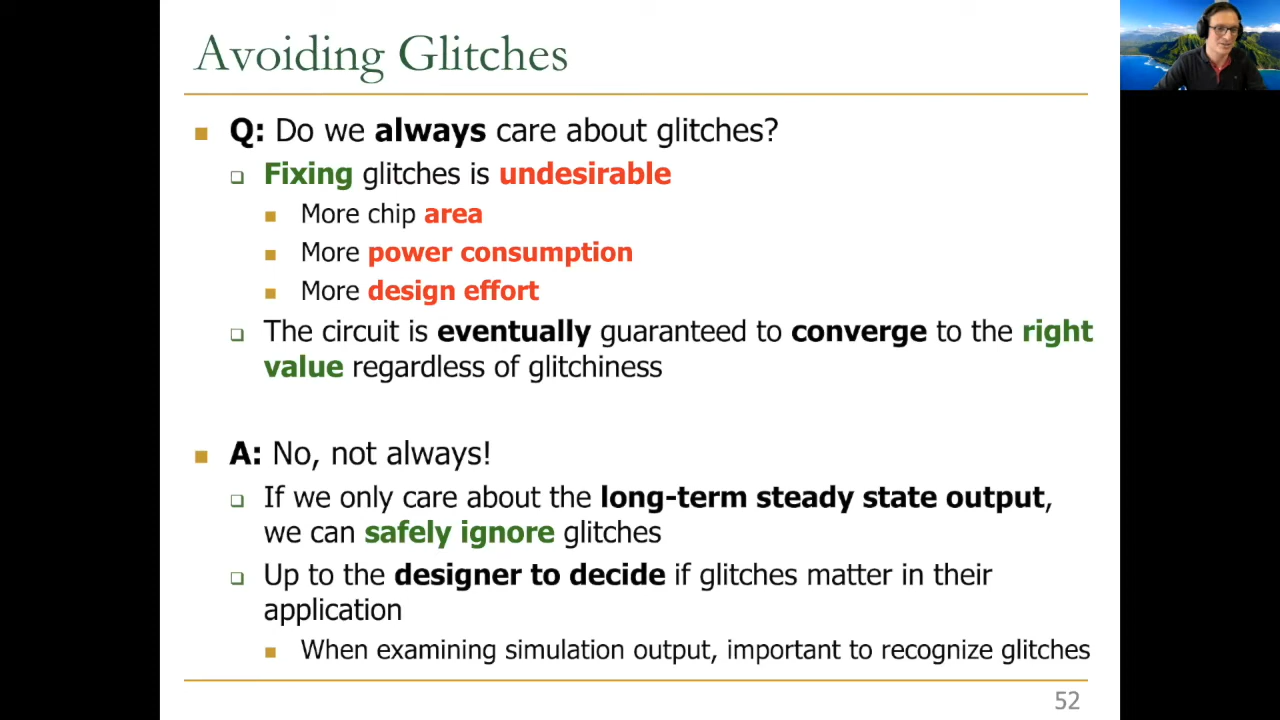 Avoiding Glitches
Q: Do we always care about glitches?
Fixing glitches is undesirable
More chip area
More power consumption
More design effort
The circuit is eventually guaranteed to converge to the right
value regardless of glitchiness
A: No, not always!
If we only care about the long-term steady state output,
we can safely ignore glitches
Up to the designer to decide if glitches matter in their
application
When examining simulation output, important to recognize glitches
52